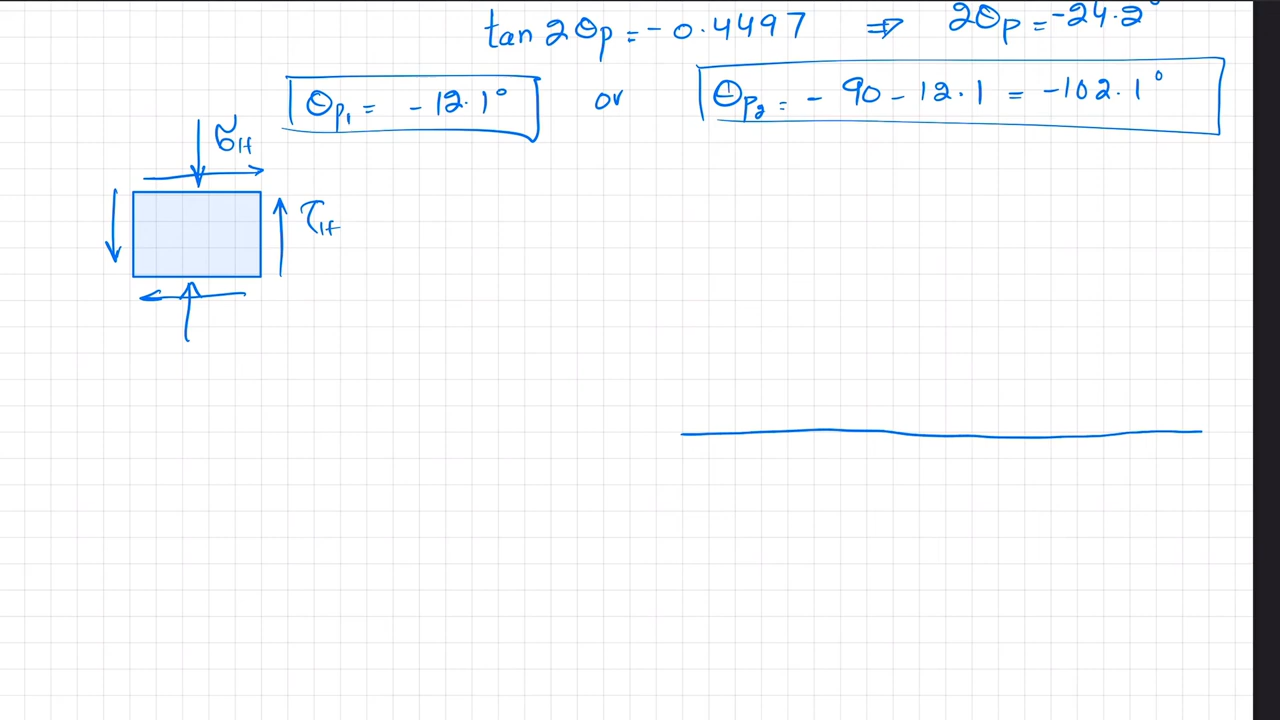 tan 2θp = -0.4497 ⇒ 2θp = -24.2°
θp₁ = -12.1° or θp₂ = - 90 - 12.1 = -102.1°
σH
τH